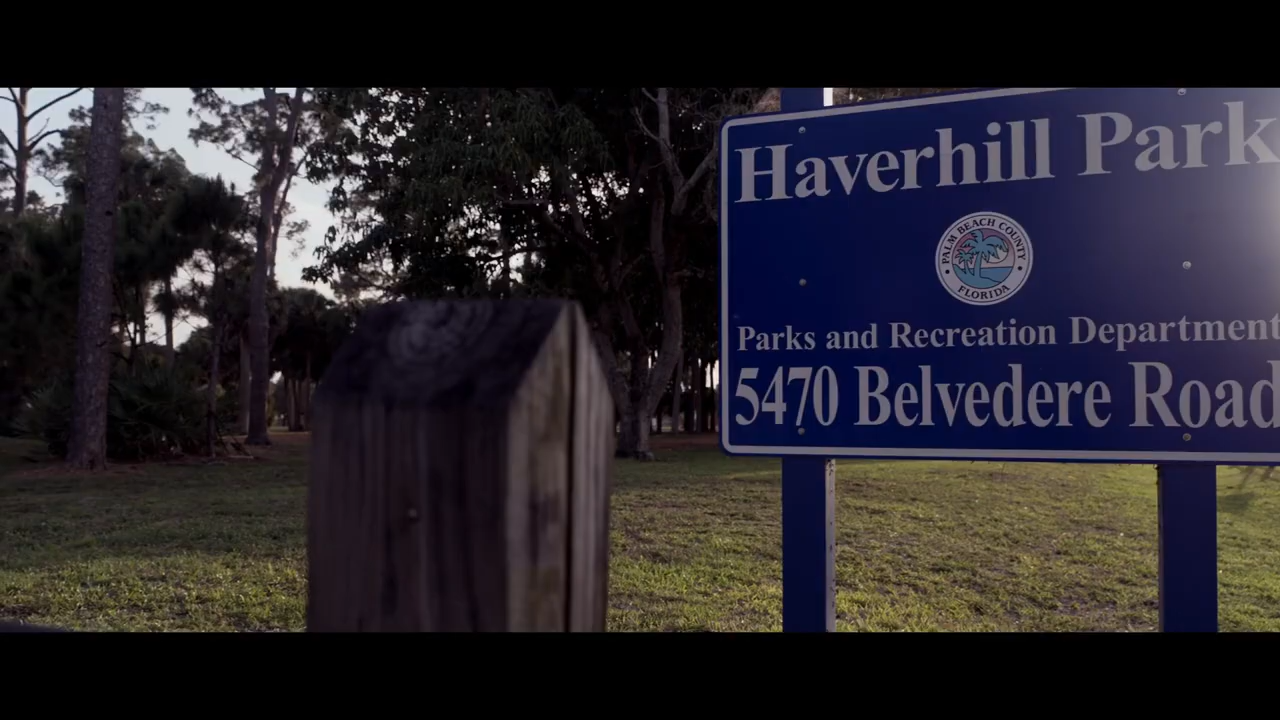 Haverhill Park
PALM BEACH COUNTY
FLORIDA
Parks and Recreation Department
5470 Belvedere Road